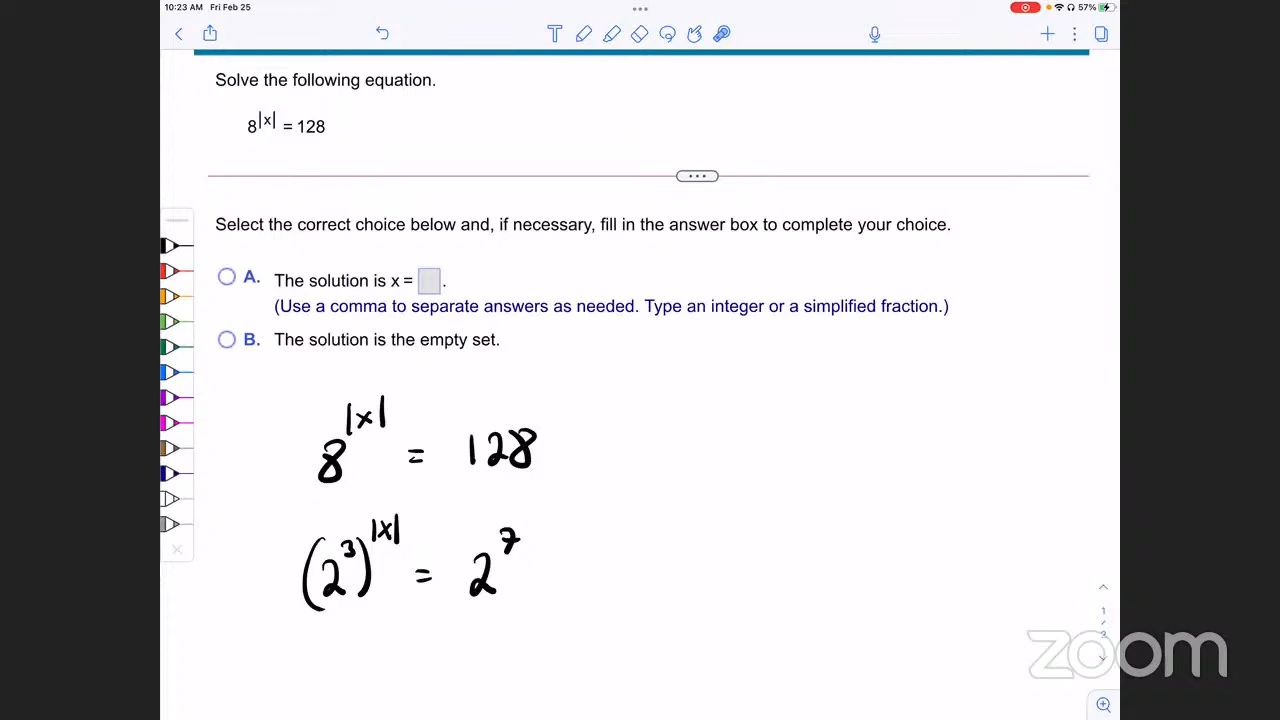 10:23 AM Fri Feb 25
57%
Solve the following equation.
8^|x| = 128
Select the correct choice below and, if necessary, fill in the answer box to complete your choice.
A. The solution is x = .
(Use a comma to separate answers as needed. Type an integer or a simplified fraction.)
B. The solution is the empty set.
8^|x| = 128
(2^3)^|x| = 2^7
zoom